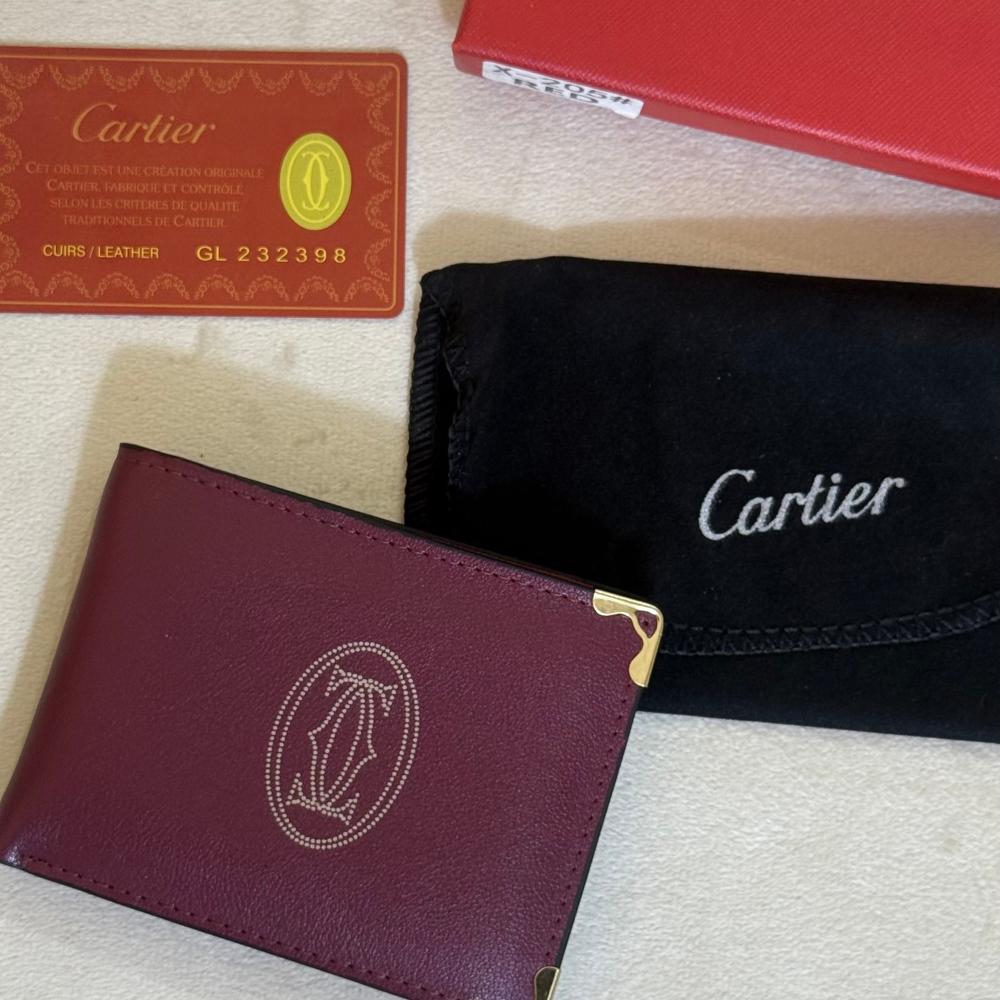 Cartier
CET OBJET EST UNE CRÉATION ORIGINALE
CARTIER, FABRIQUÉ ET CONTRÔLÉ
SELON LES CRITÈRES DE QUALITÉ
TRADITIONNELS DE CARTIER.
CUIRS / LEATHER GL 232398
X-205#
RED
Cartier